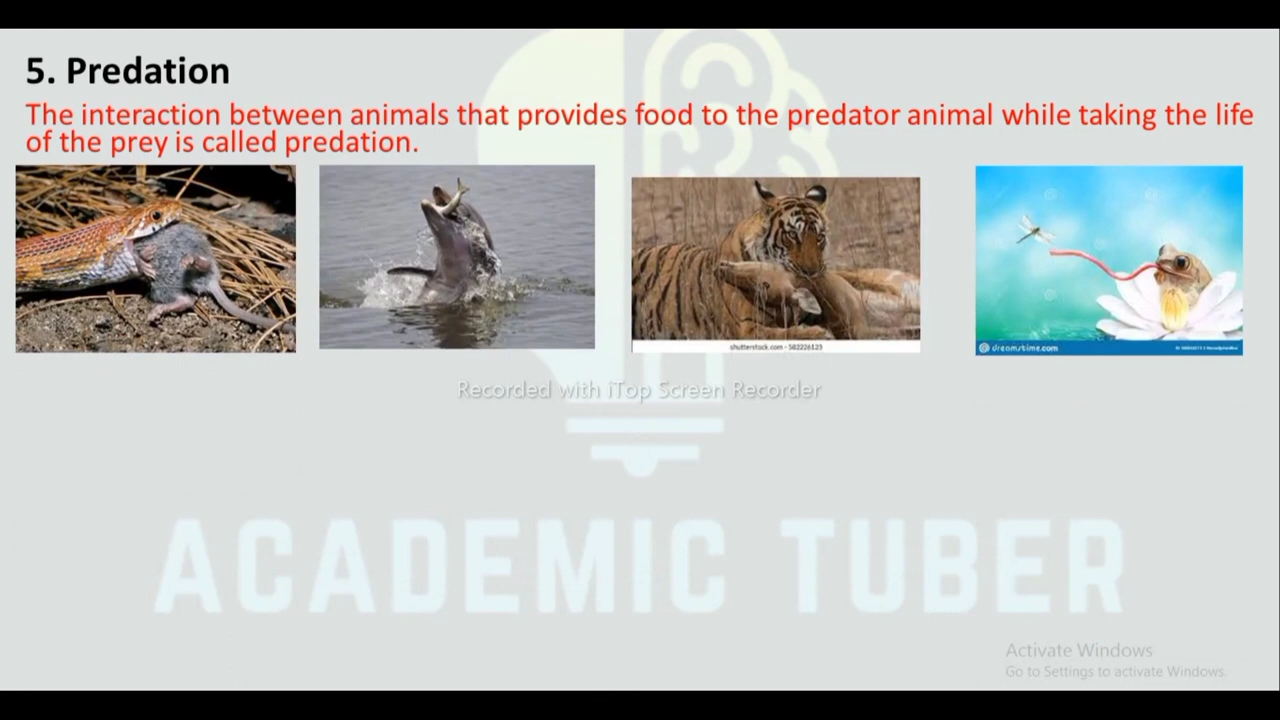 5. Predation
The interaction between animals that provides food to the predator animal while taking the life
of the prey is called predation.
shutterstock.com • 582226123
dreamstime.com
Recorded with iTop Screen Recorder
ACADEMIC TUBER
Activate Windows
Go to Settings to activate Windows.